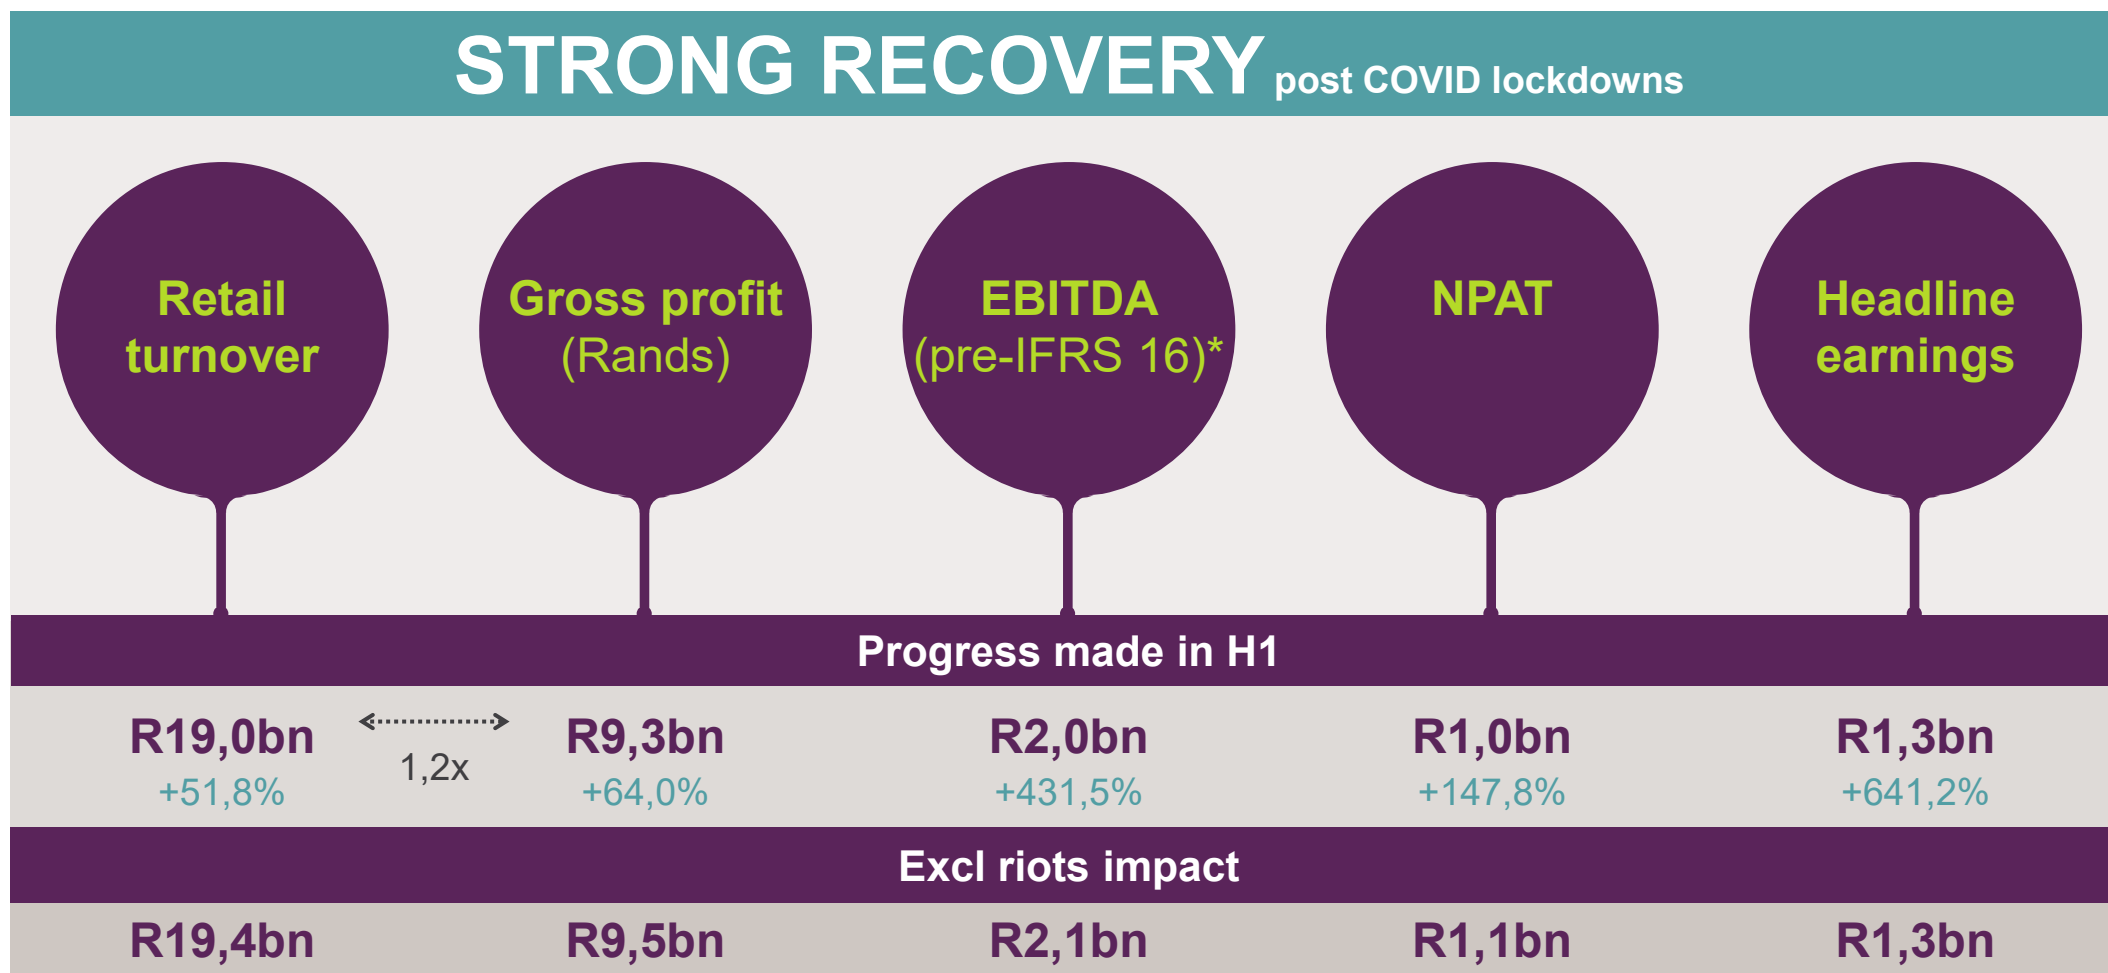 STRONG RECOVERY post COVID lockdowns
Retail
turnover
Gross profit
(Rands)
EBITDA
(pre-IFRS 16)*
NPAT
Headline
earnings
Progress made in H1
R19,0bn
+51,8%
1,2x
R9,3bn
+64,0%
R2,0bn
+431,5%
R1,0bn
+147,8%
R1,3bn
+641,2%
Excl riots impact
R19,4bn
R9,5bn
R2,1bn
R1,1bn
R1,3bn